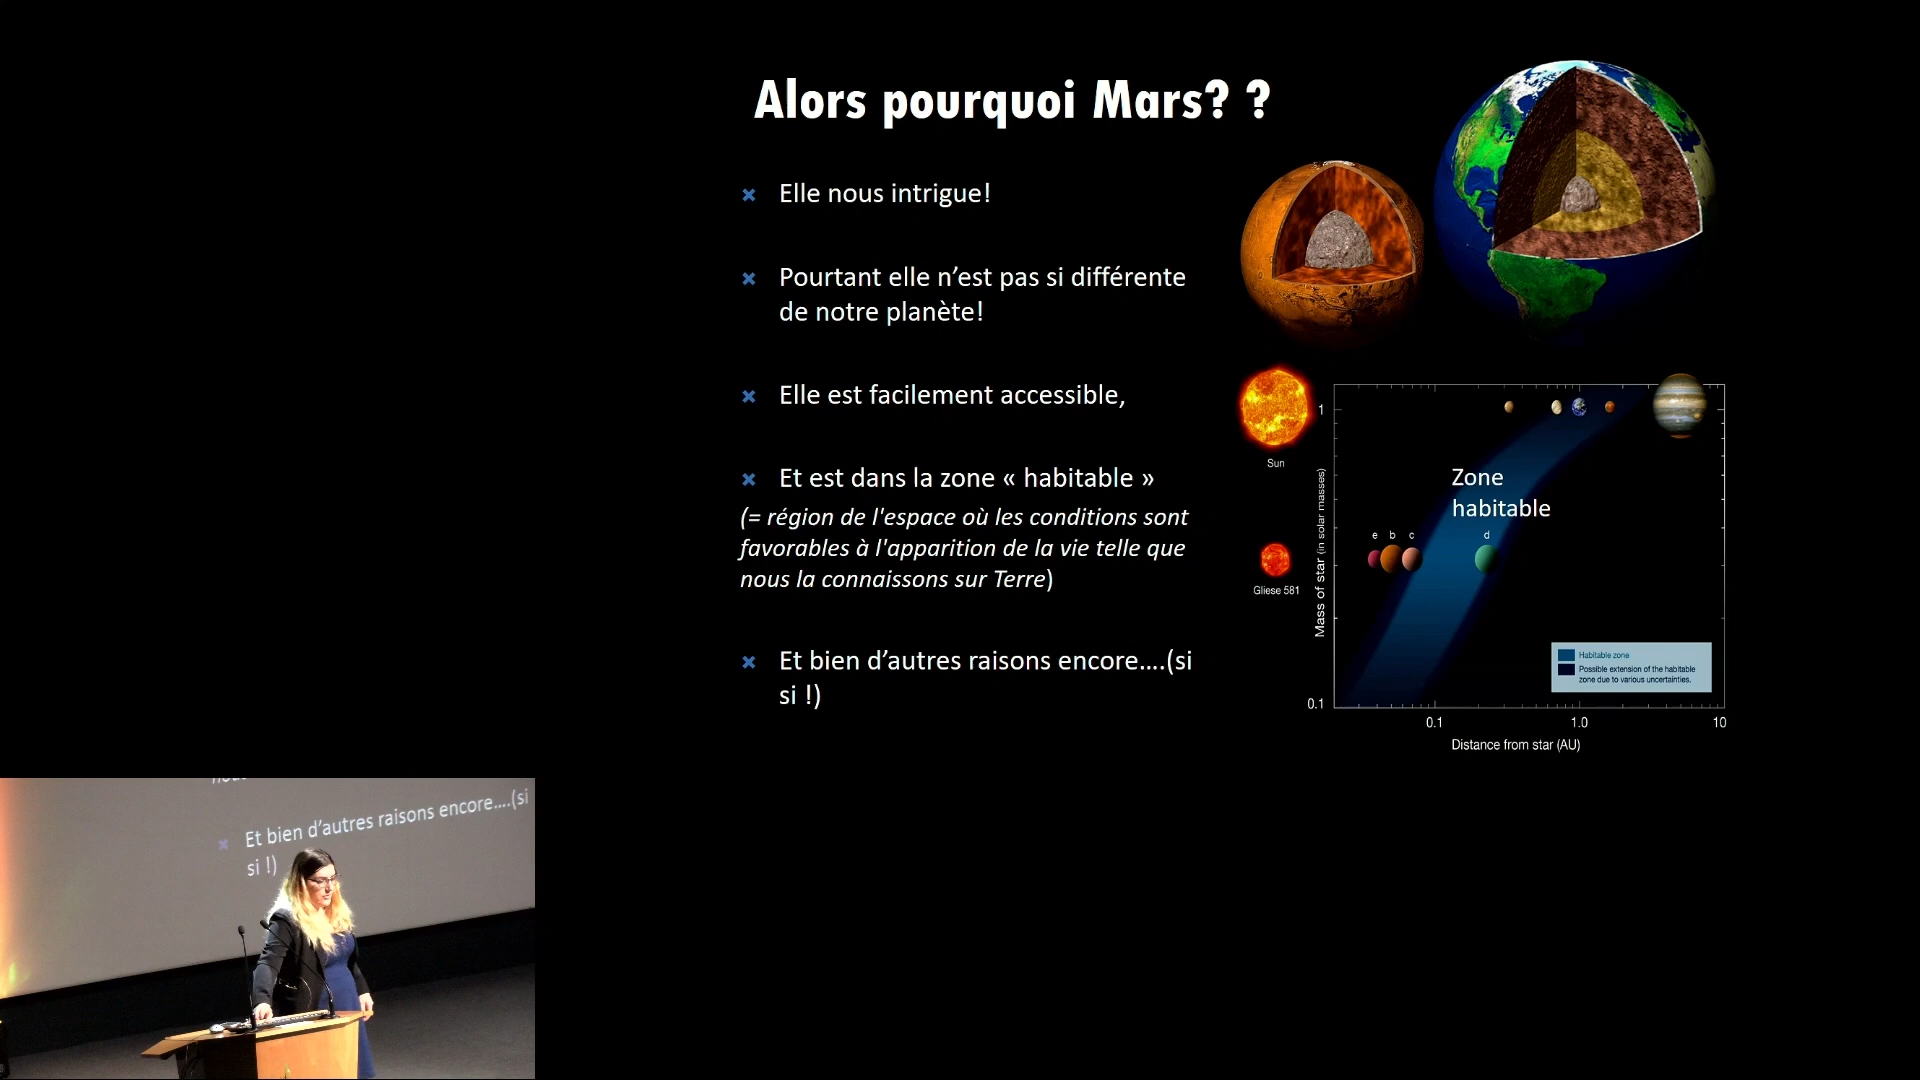 Alors pourquoi Mars? ?
Elle nous intrigue!
Pourtant elle n’est pas si différente
de notre planète!
Elle est facilement accessible,
Et est dans la zone « habitable »
(= région de l'espace où les conditions sont
favorables à l'apparition de la vie telle que
nous la connaissons sur Terre)
Et bien d’autres raisons encore….(si
si !)
Sun
Gliese 581
Mass of star (in solar masses)
1
0.1
Zone
habitable
e b c d
Habitable zone
Possible extension of the habitable
zone due to various uncertainties.
0.1 1.0 10
Distance from star (AU)
Et bien d’autres raisons encore….(si
si !)